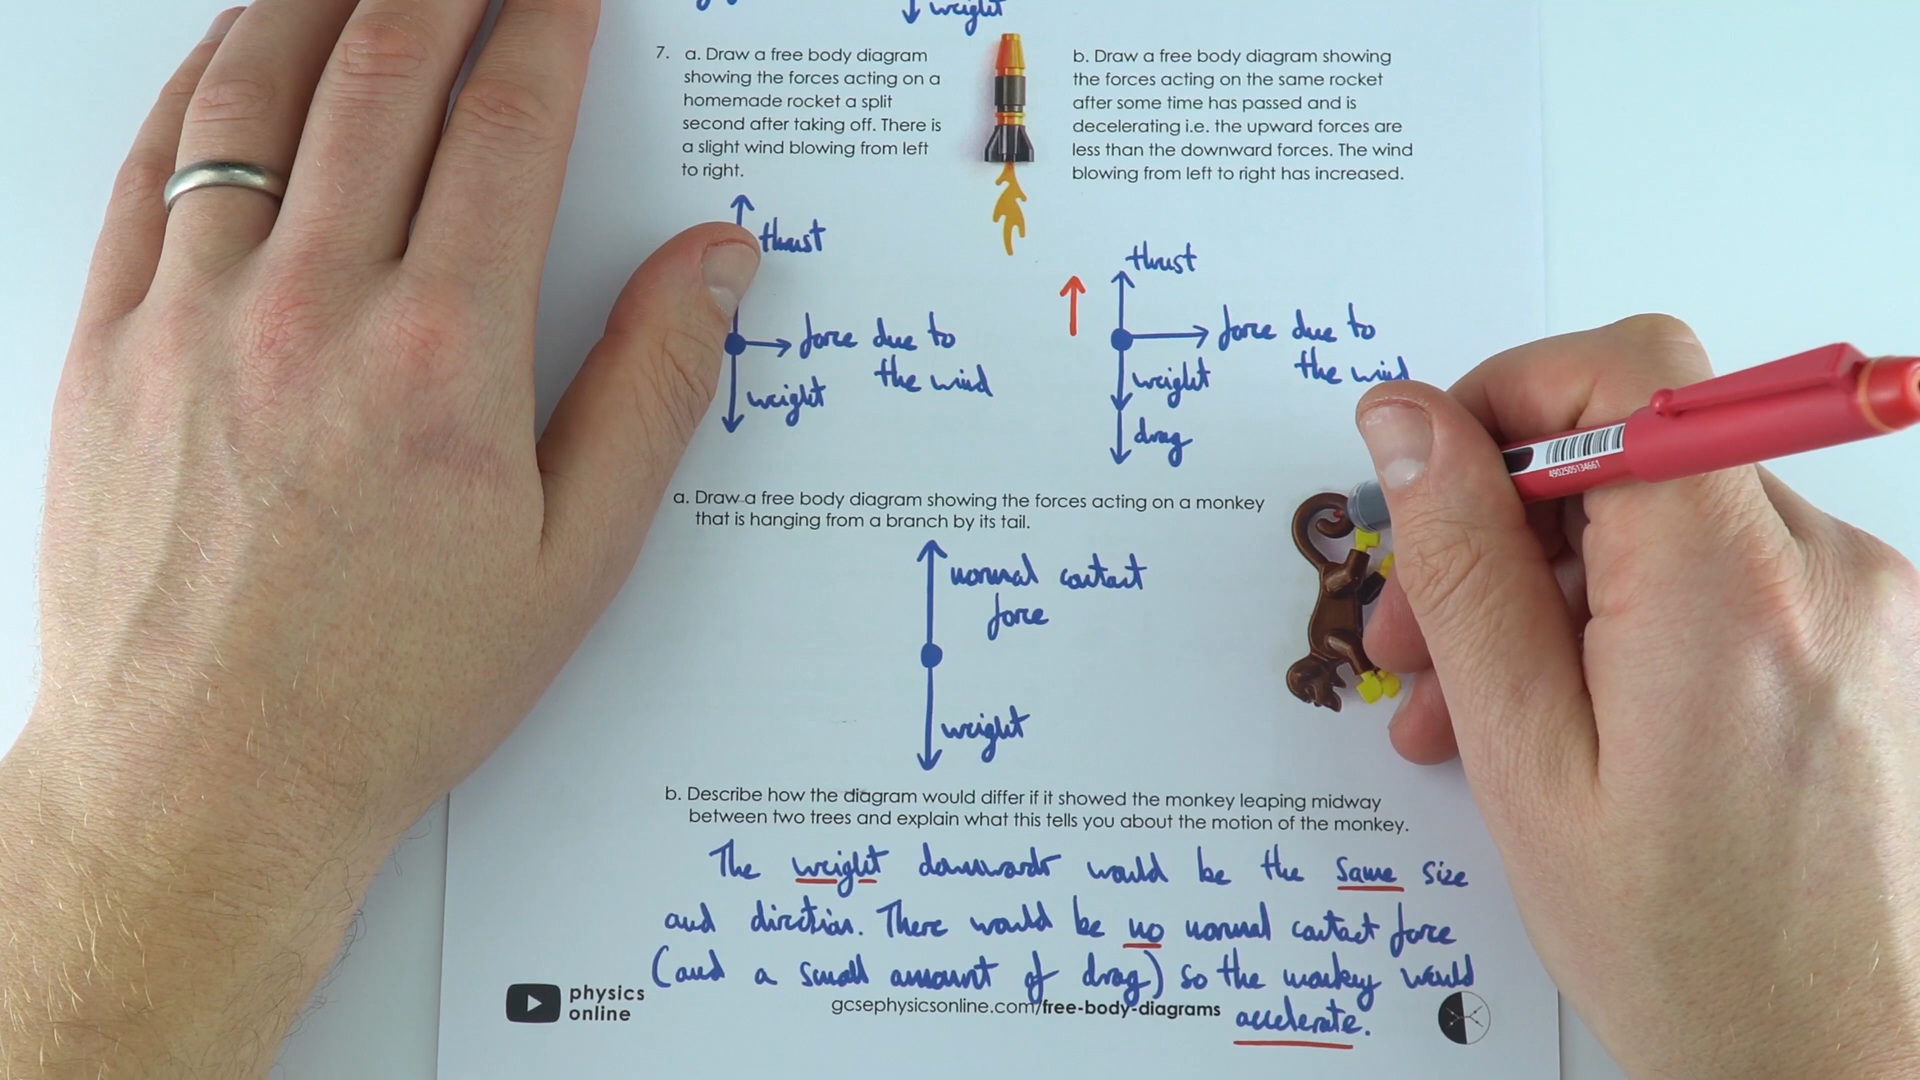 weight
7. a. Draw a free body diagram
showing the forces acting on a
homemade rocket a split
second after taking off. There is
a slight wind blowing from left
to right.
b. Draw a free body diagram showing
the forces acting on the same rocket
after some time has passed and is
decelerating i.e. the upward forces are
less than the downward forces. The wind
blowing from left to right has increased.
thrust
force due to
the wind
weight
thrust
force due to
the wind
weight
drag
4902505134661
a. Draw a free body diagram showing the forces acting on a monkey
that is hanging from a branch by its tail.
normal contact
force
weight
b. Describe how the diagram would differ if it showed the monkey leaping midway
between two trees and explain what this tells you about the motion of the monkey.
The weight downwards would be the same size
and direction. There would be no normal contact force
(and a small amount of drag) so the monkey would
accelerate.
physics
online
gcsephysicsonline.com/free-body-diagrams